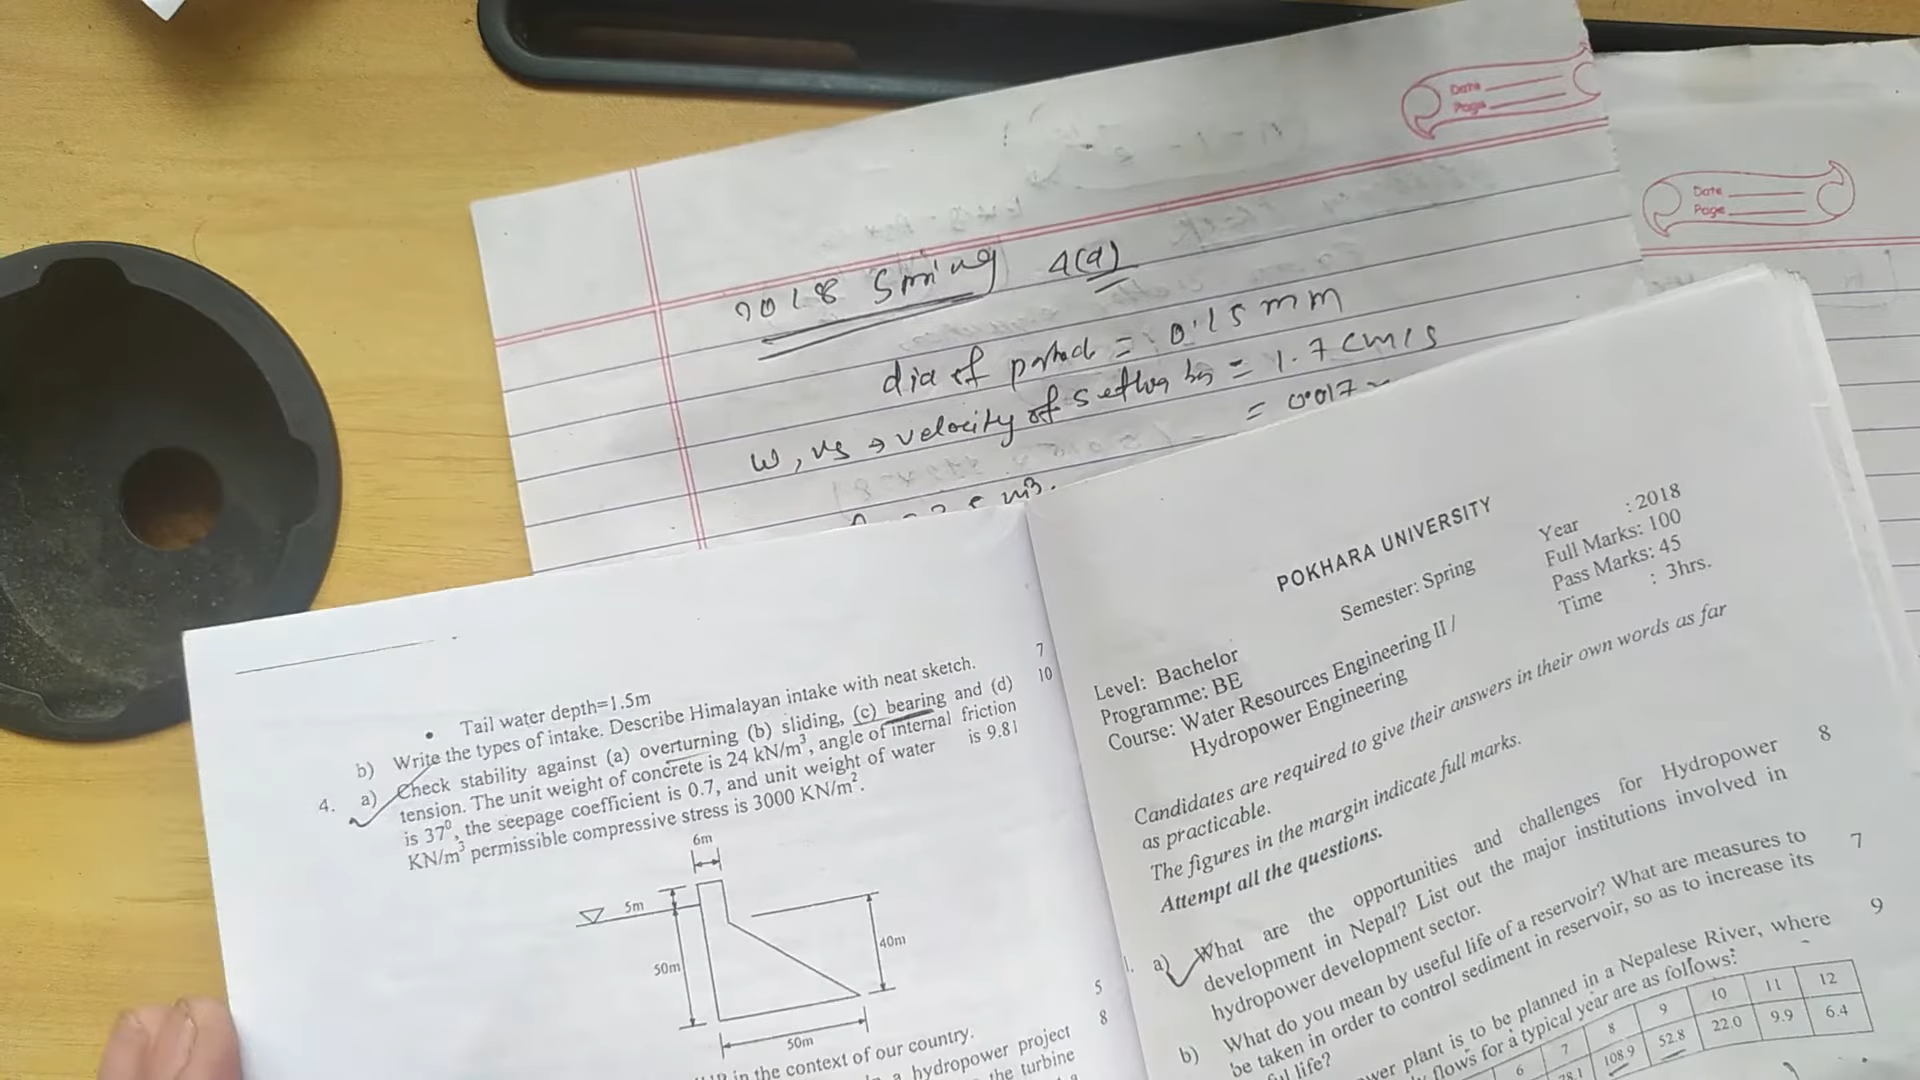 Date
Page
Date
Page
2018 Spring 4(a)
dia of = 0.15 mm
w, vs → velocity of = 1.7 cm/s
= 0.017
m³.
• Tail water depth=1.5m
b) Write the types of intake. Describe Himalayan intake with neat sketch. 7
4. a) Check stability against (a) overturning (b) sliding, (c) bearing and (d) 10
tension. The unit weight of concrete is 24 kN/m³, angle of internal friction
is 37⁰, the seepage coefficient is 0.7, and unit weight of water is 9.81
KN/m³ permissible compressive stress is 3000 KN/m².
6m
5m
40m
50m
50m
5
in the context of our country.
8
a hydropower project
the turbine
POKHARA UNIVERSITY
Semester: Spring
Year : 2018
Full Marks: 100
Pass Marks: 45
Time : 3hrs.
Level: Bachelor
Programme: BE
Course: Water Resources Engineering II /
Hydropower Engineering
Candidates are required to give their answers in their own words as far
as practicable.
The figures in the margin indicate full marks.
Attempt all the questions.
a) What are the opportunities and challenges for Hydropower 8
development in Nepal? List out the major institutions involved in
hydropower development sector.
b) What do you mean by useful life of a reservoir? What are measures to 7
be taken in order to control sediment in reservoir, so as to increase its
life?
plant is to be planned in a Nepalese River, where 9
flows for a typical year are as follows:
6 7 8 9 10 11 12
108.9 52.8 22.0 9.9 6.4